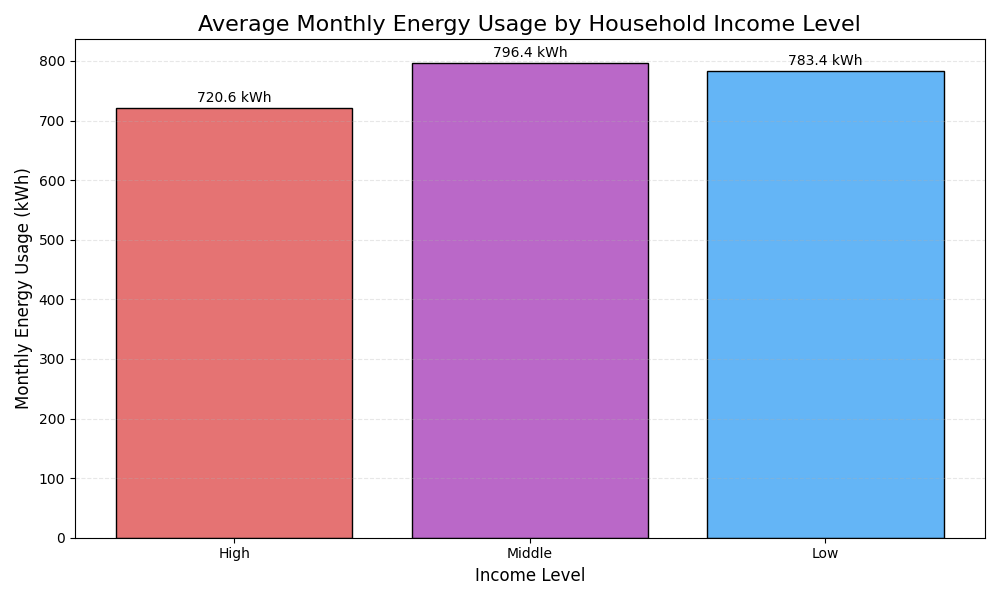 Average Monthly Energy Usage by Household Income Level
Monthly Energy Usage (kWh)
800
700
600
500
400
300
200
100
0
720.6 kWh
796.4 kWh
783.4 kWh
High
Middle
Low
Income Level